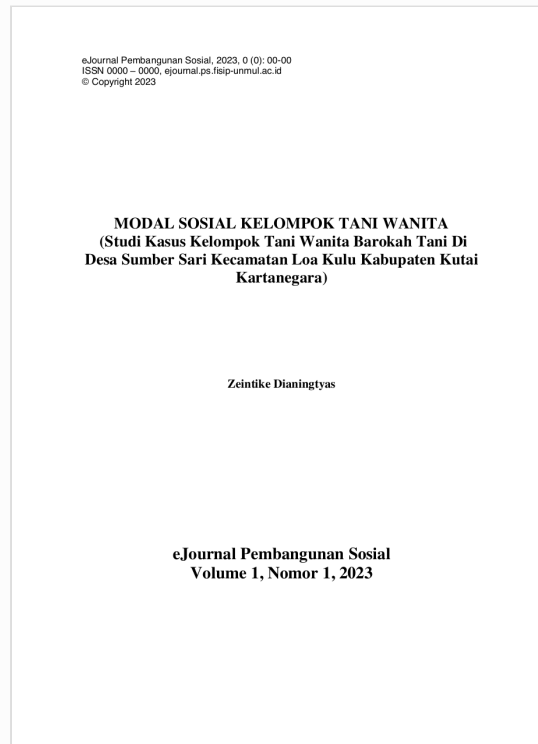 eJournal Pembangunan Sosial, 2023, 0 (0): 00-00
ISSN 0000 – 0000, ejournal.ps.fisip-unmul.ac.id
© Copyright 2023
MODAL SOSIAL KELOMPOK TANI WANITA
(Studi Kasus Kelompok Tani Wanita Barokah Tani Di
Desa Sumber Sari Kecamatan Loa Kulu Kabupaten Kutai
Kartanegara)
Zeintike Dianingtyas
eJournal Pembangunan Sosial
Volume 1, Nomor 1, 2023